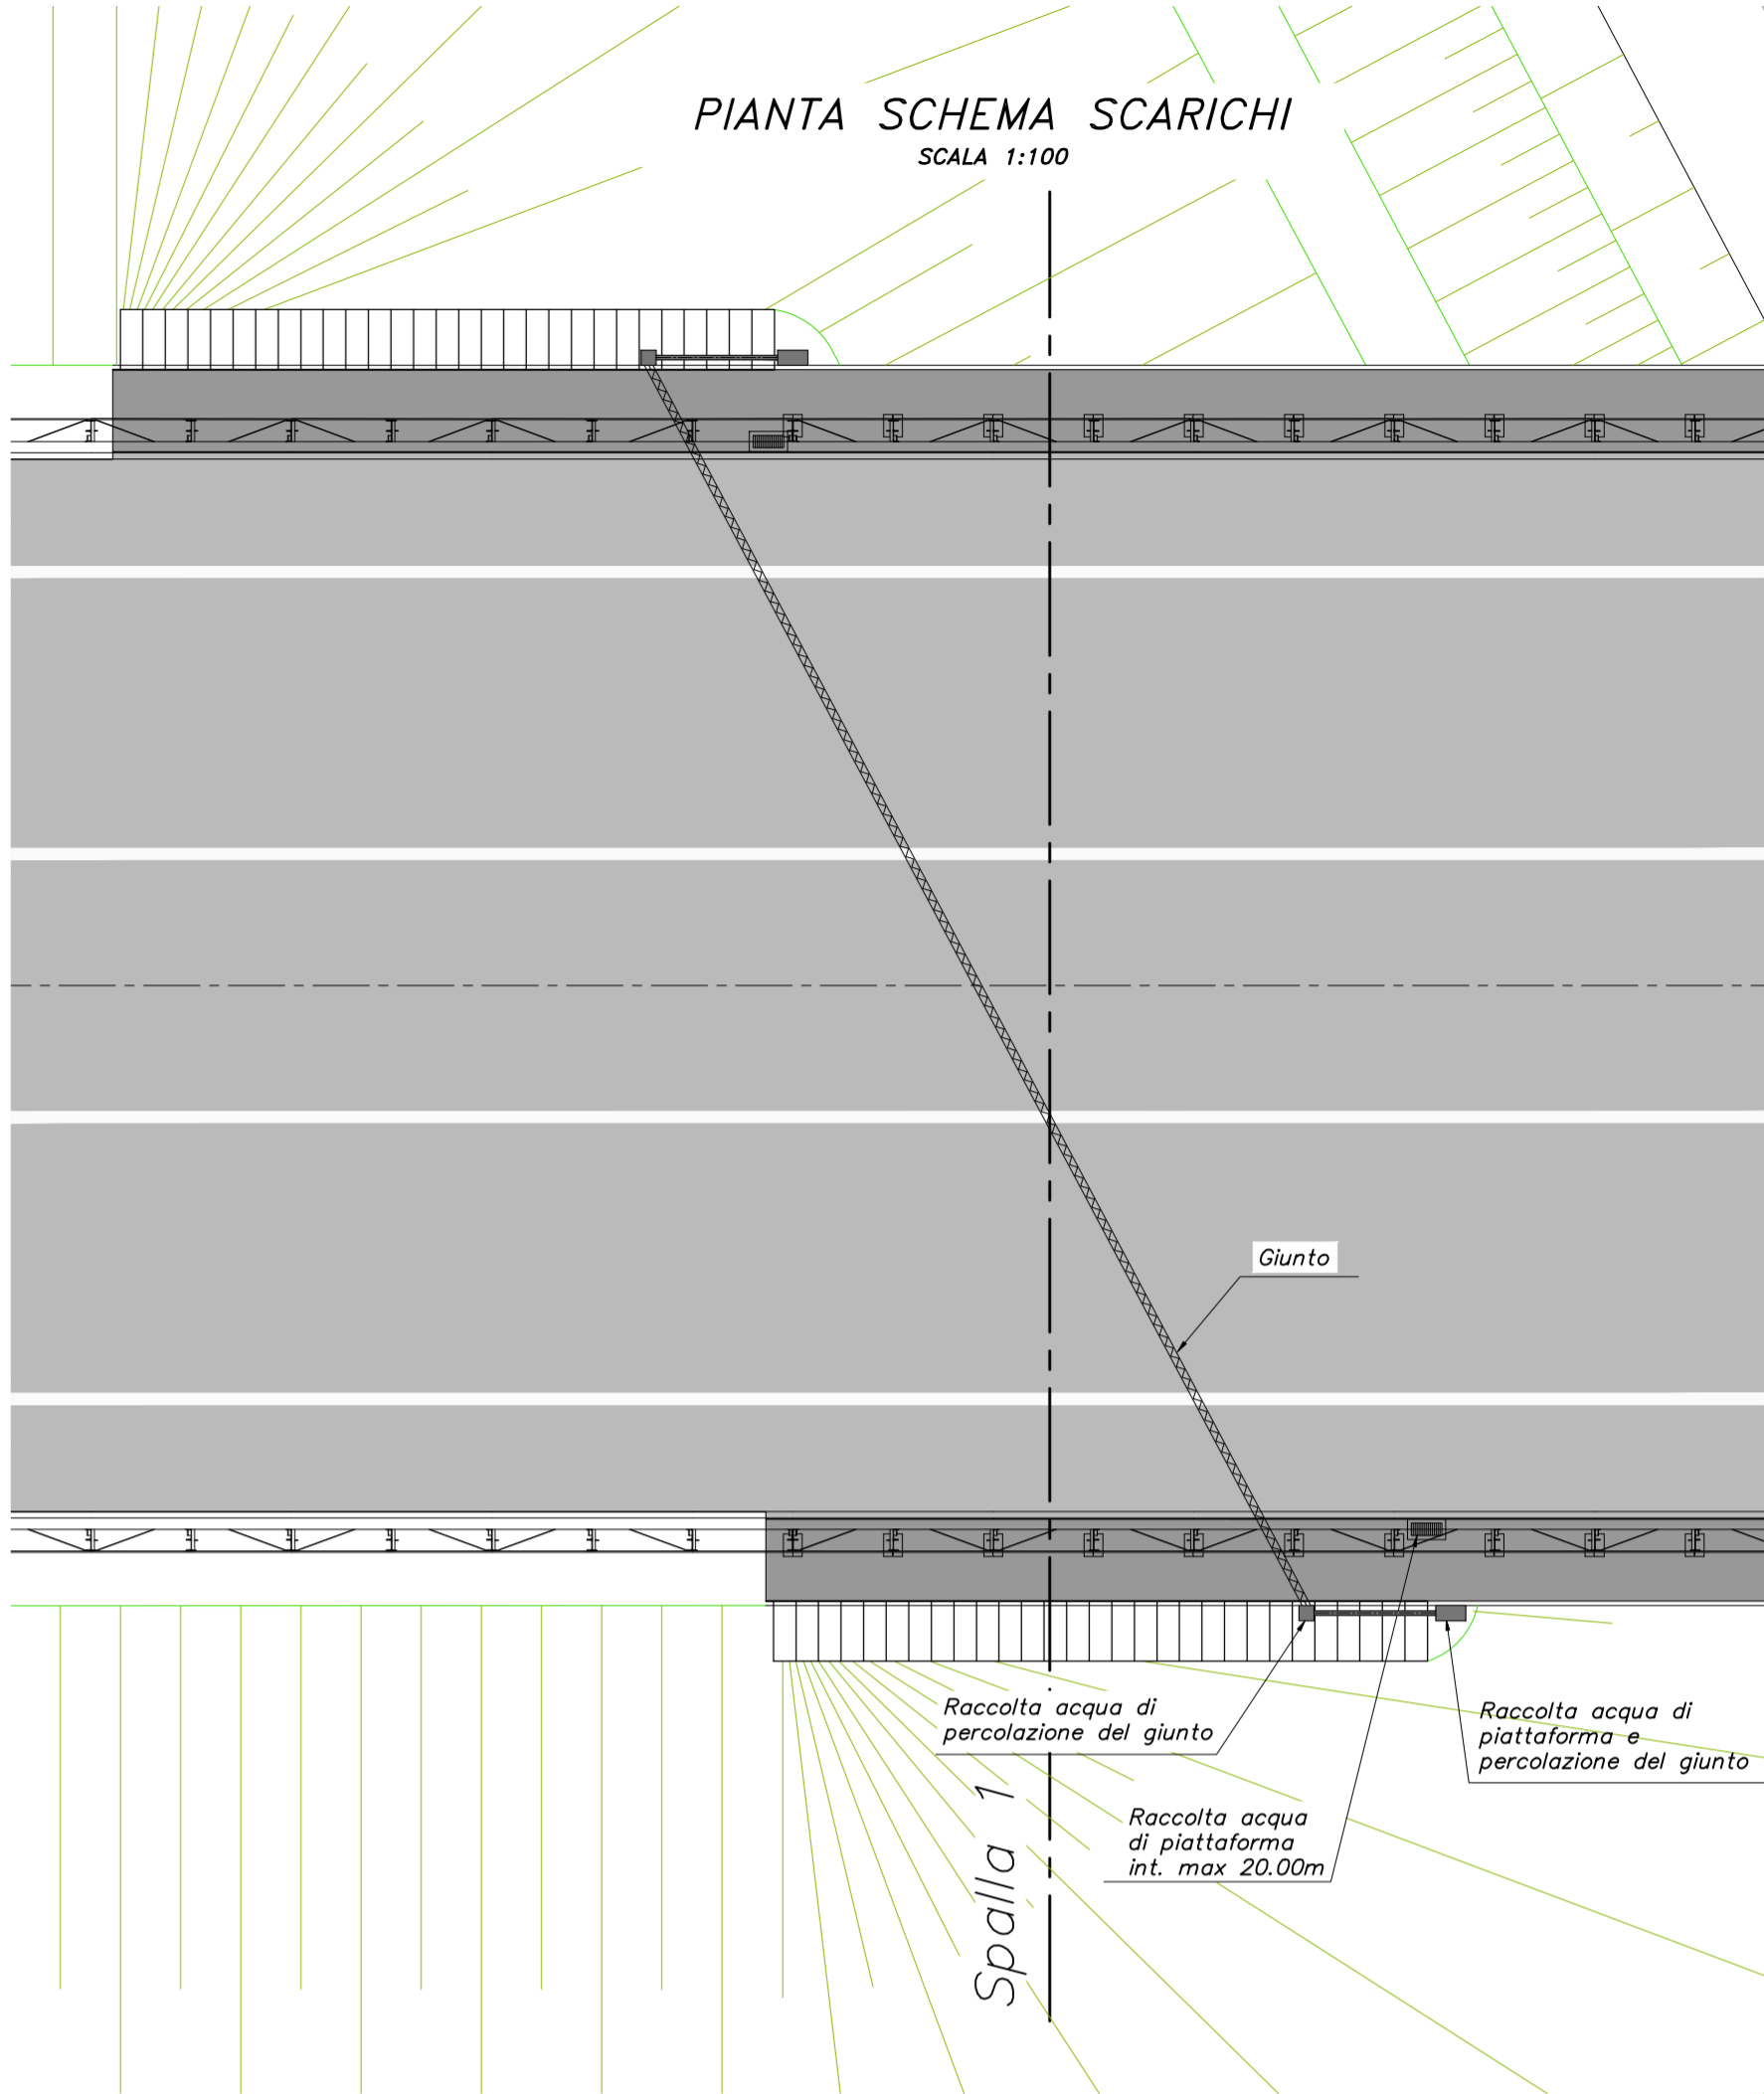 PIANTA SCHEMA SCARICHI
SCALA 1:100
Giunto
Raccolta acqua di
percolazione del giunto
Raccolta acqua di
piattaforma e
percolazione del giunto
Raccolta acqua
di piattaforma
int. max 20.00m
Spalla 1